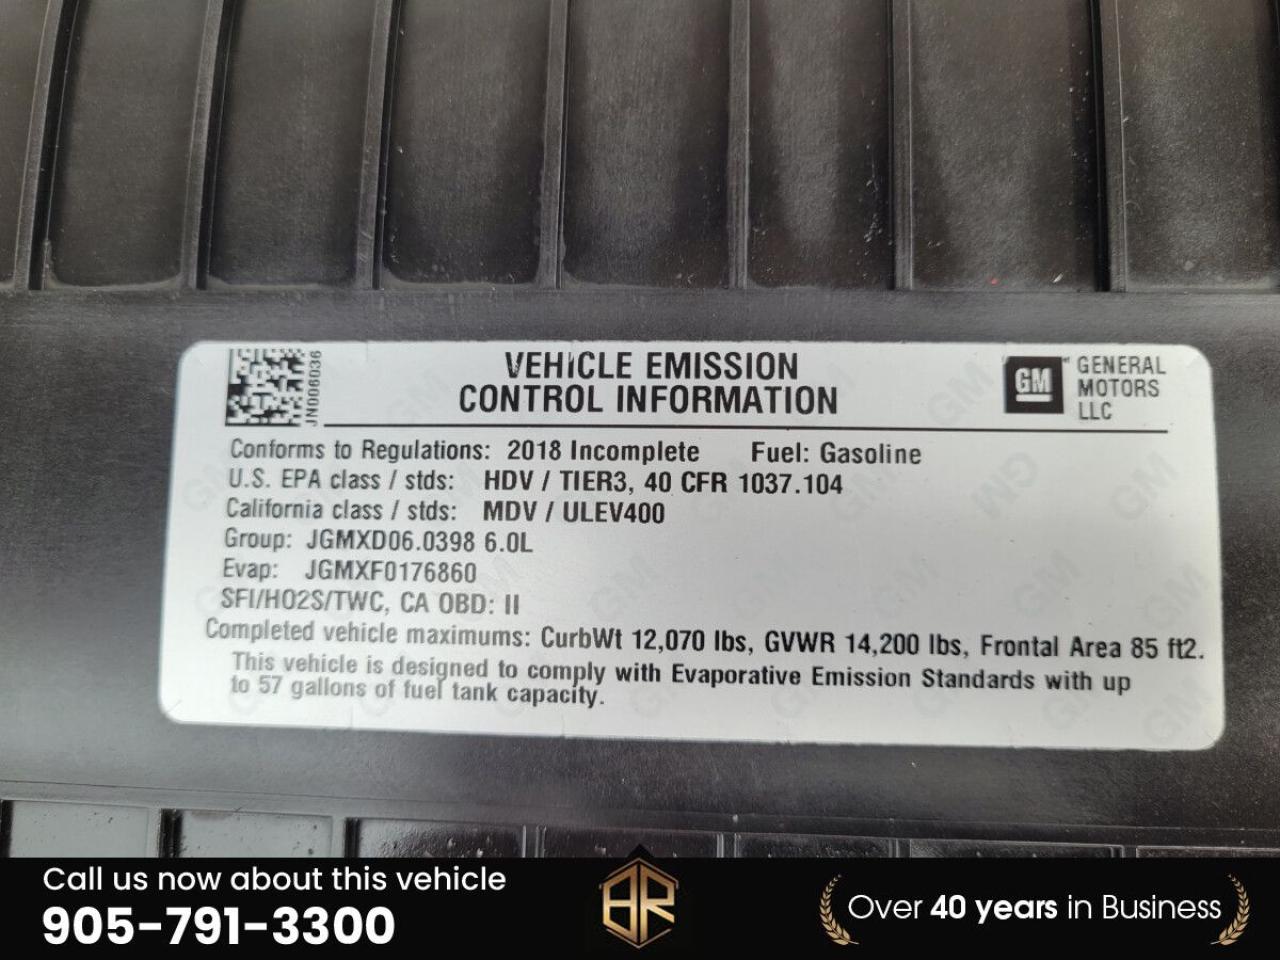 JN006036
VEHICLE EMISSION
CONTROL INFORMATION
GM
GENERAL
MOTORS
LLC
Conforms to Regulations: 2018 Incomplete Fuel: Gasoline
U.S. EPA class / stds: HDV / TIER3, 40 CFR 1037.104
California class / stds: MDV / ULEV400
Group: JGMXD06.0398 6.0L
Evap: JGMXF0176860
SFI/HO2S/TWC, CA OBD: II
Completed vehicle maximums: CurbWt 12,070 lbs, GVWR 14,200 lbs, Frontal Area 85 ft2.
This vehicle is designed to comply with Evaporative Emission Standards with up
to 57 gallons of fuel tank capacity.
Call us now about this vehicle
905-791-3300
BR
Over 40 years in Business